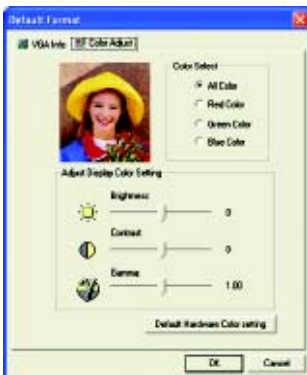 Default Format
VGA Info
Color Adjust
Color Select
All Color
Red Color
Green Color
Blue Color
Adjust Display Color Setting
Brightness
0
Contrast
0
Gamma
1.00
Default Hardware Color setting
OK
Cancel